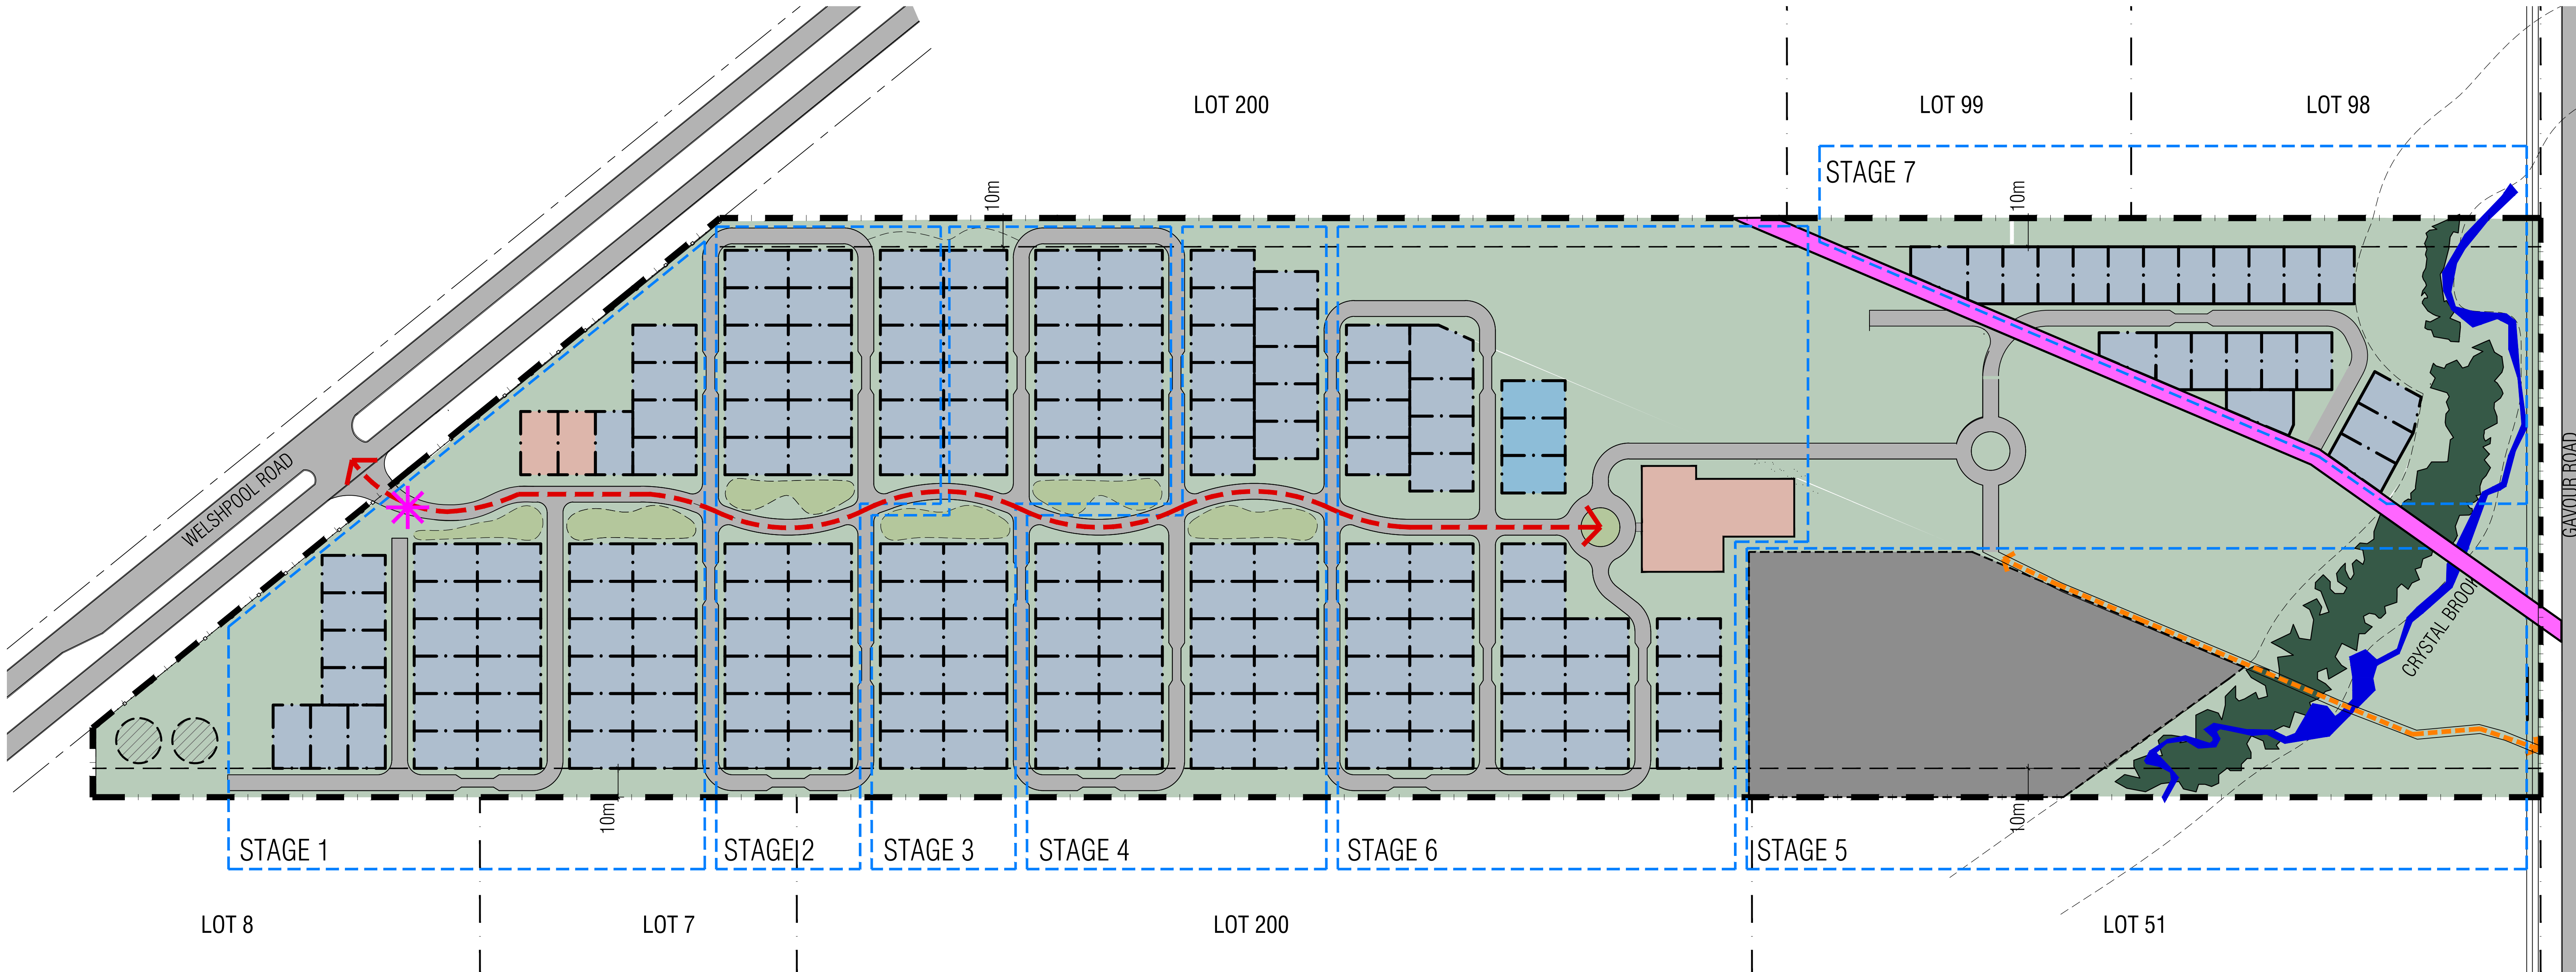 LOT 200
LOT 99
LOT 98
STAGE 7
10m
10m
WELSHPOOL ROAD
GAVOUR ROAD
CRYSTAL BROOK
10m
10m
STAGE 1
STAGE 2
STAGE 3
STAGE 4
STAGE 6
STAGE 5
LOT 8
LOT 7
LOT 200
LOT 51